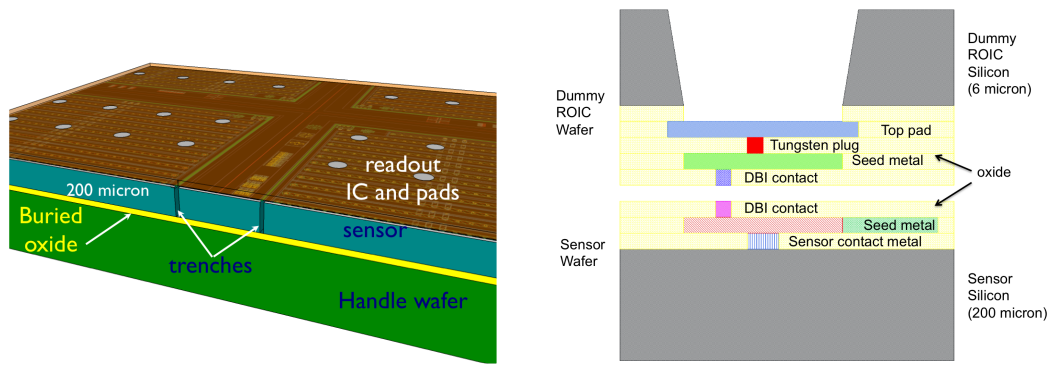 readout
IC and pads
200 micron
Buried
oxide
sensor
trenches
Handle wafer
Dummy
ROIC
Silicon
(6 micron)
Dummy
ROIC
Wafer
Top pad
Tungsten plug
Seed metal
DBI contact
oxide
DBI contact
Seed metal
Sensor contact metal
Sensor
Wafer
Sensor
Silicon
(200 micron)